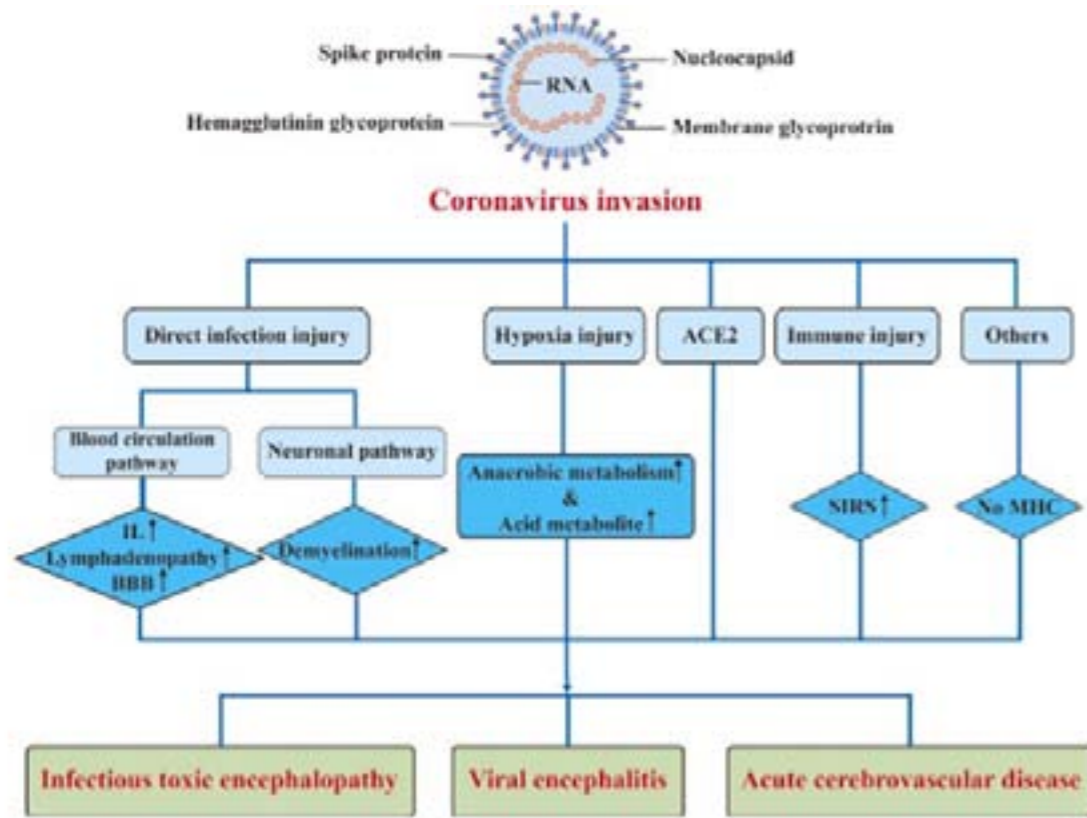 Spike protein
Nucleocapsid
RNA
Hemagglutinin glycoprotein
Membrane glycoprotrin
Coronavirus invasion
Direct infection injury
Hypoxia injury
ACE2
Immune injury
Others
Blood circulation
pathway
Neuronal pathway
Anaerobic metabolism↑
&
Acid metabolite↑
SIRS↑
No MHC
IL↑
Lymphadenopathy↑
BBB↑
Demyelination↑
Infectious toxic encephalopathy
Viral encephalitis
Acute cerebrovascular disease